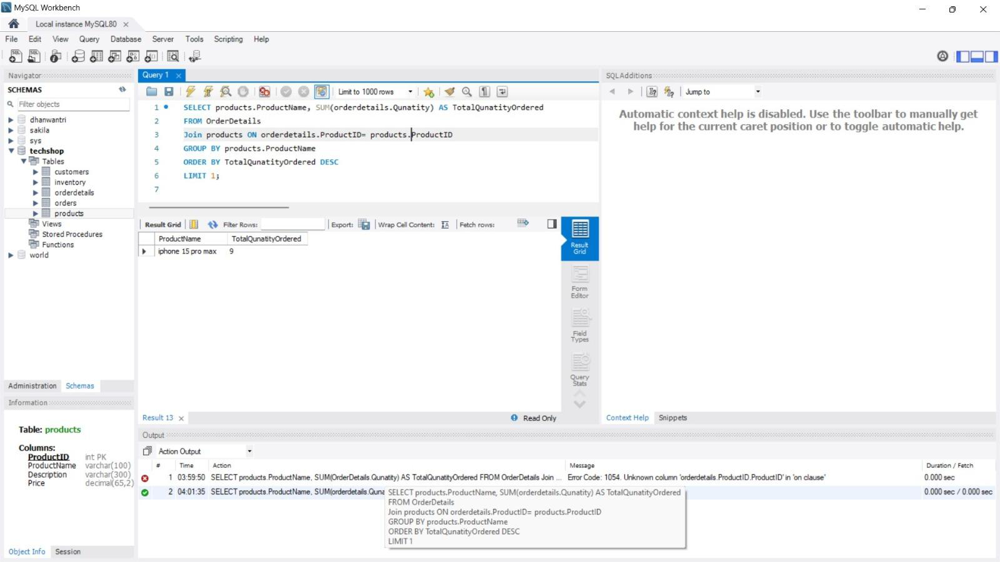 MySQL Workbench
Local instance MySQL80
File Edit View Query Database Server Tools Scripting Help
Navigator
SCHEMAS
Filter objects
dhanwantri
sakila
sys
techshop
Tables
customers
inventory
orderdetails
orders
products
Views
Stored Procedures
Functions
world
Administration Schemas
Information
Table: products
Columns:
ProductID int PK
ProductName varchar(100)
Description varchar(300)
Price decimal(65,2)
Object Info Session
Query 1
Limit to 1000 rows
1 SELECT products.ProductName, SUM(orderdetails.Qunatity) AS TotalQunatityOrdered
2 FROM OrderDetails
3 Join products ON orderdetails.ProductID= products.ProductID
4 GROUP BY products.ProductName
5 ORDER BY TotalQunatityOrdered DESC
6 LIMIT 1;
7
Result Grid Filter Rows: Export: Wrap Cell Content: Fetch rows:
ProductName TotalQunatityOrdered
iphone 15 pro max 9
Result Grid
Form Editor
Field Types
Query Stats
Result 13 Read Only
SQLAdditions
Jump to
Automatic context help is disabled. Use the toolbar to manually get
help for the current caret position or to toggle automatic help.
Context Help Snippets
Output
Action Output
# Time Action Message Duration / Fetch
1 03:59:50 SELECT products.ProductName, SUM(OrderDetails.Qunatity) AS TotalQunatityOrdered FROM OrderDetails Join ... Error Code: 1054. Unknown column 'orderdetails.ProductID.ProductID' in 'on clause' 0.000 sec
2 04:01:35 SELECT products.ProductName, SUM(orderdetails.Quna 0.000 sec / 0.000 sec
SELECT products.ProductName, SUM(orderdetails.Qunatity) AS TotalQunatityOrdered
FROM OrderDetails
Join products ON orderdetails.ProductID= products.ProductID
GROUP BY products.ProductName
ORDER BY TotalQunatityOrdered DESC
LIMIT 1